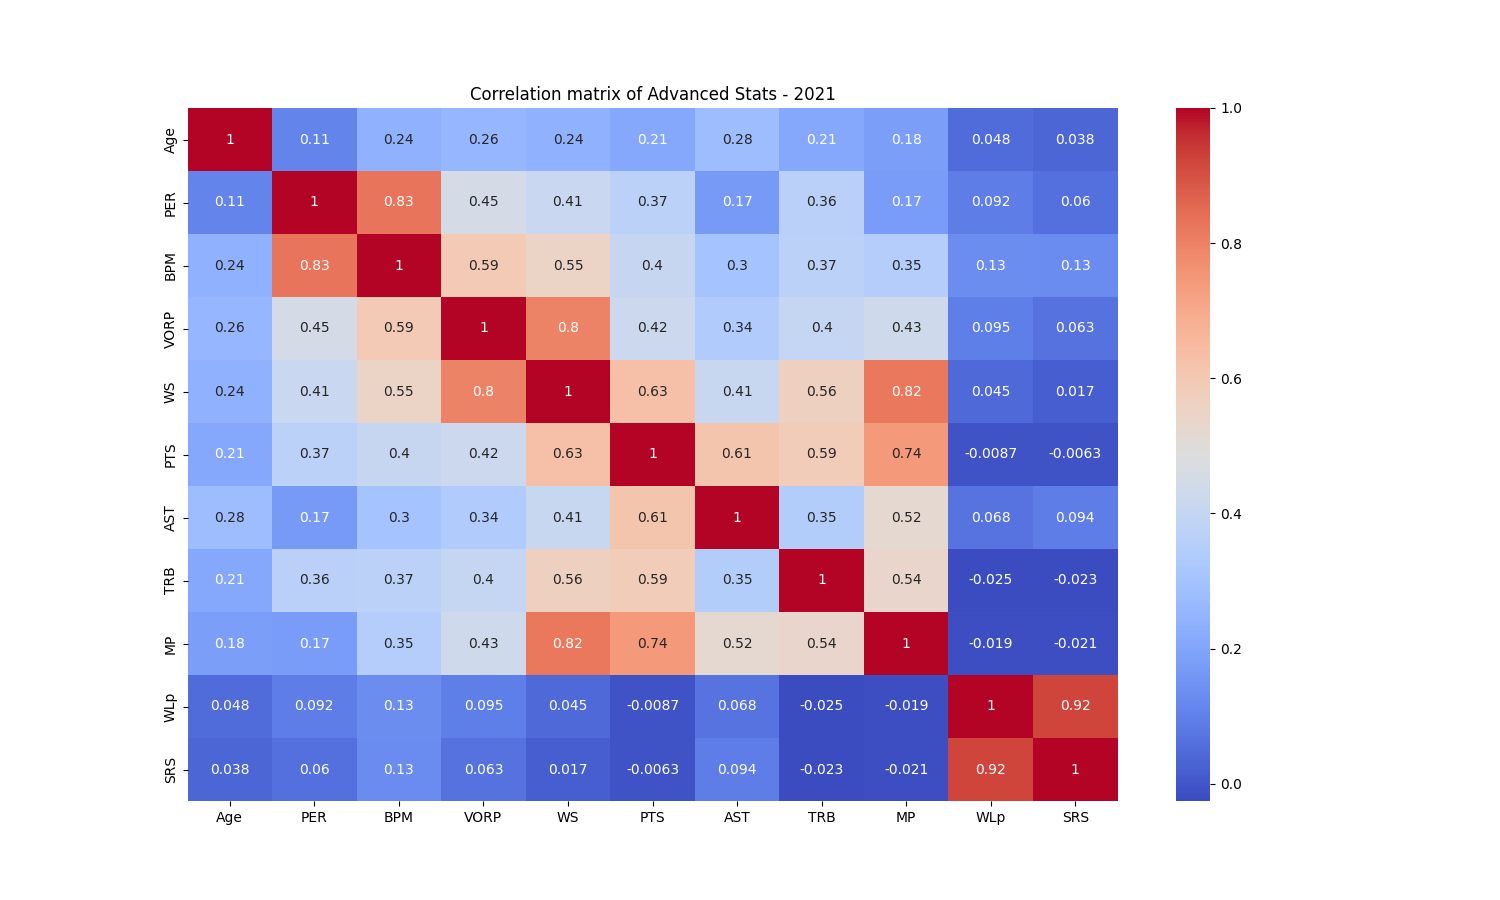 Correlation matrix of Advanced Stats - 2021
Age 1 0.11 0.24 0.26 0.24 0.21 0.28 0.21 0.18 0.048 0.038
PER 0.11 1 0.83 0.45 0.41 0.37 0.17 0.36 0.17 0.092 0.06
BPM 0.24 0.83 1 0.59 0.55 0.4 0.3 0.37 0.35 0.13 0.13
VORP 0.26 0.45 0.59 1 0.8 0.42 0.34 0.4 0.43 0.095 0.063
WS 0.24 0.41 0.55 0.8 1 0.63 0.41 0.56 0.82 0.045 0.017
PTS 0.21 0.37 0.4 0.42 0.63 1 0.61 0.59 0.74 -0.0087 -0.0063
AST 0.28 0.17 0.3 0.34 0.41 0.61 1 0.35 0.52 0.068 0.094
TRB 0.21 0.36 0.37 0.4 0.56 0.59 0.35 1 0.54 -0.025 -0.023
MP 0.18 0.17 0.35 0.43 0.82 0.74 0.52 0.54 1 -0.019 -0.021
WLp 0.048 0.092 0.13 0.095 0.045 -0.0087 0.068 -0.025 -0.019 1 0.92
SRS 0.038 0.06 0.13 0.063 0.017 -0.0063 0.094 -0.023 -0.021 0.92 1
Age PER BPM VORP WS PTS AST TRB MP WLp SRS
1.0
0.8
0.6
0.4
0.2
0.0